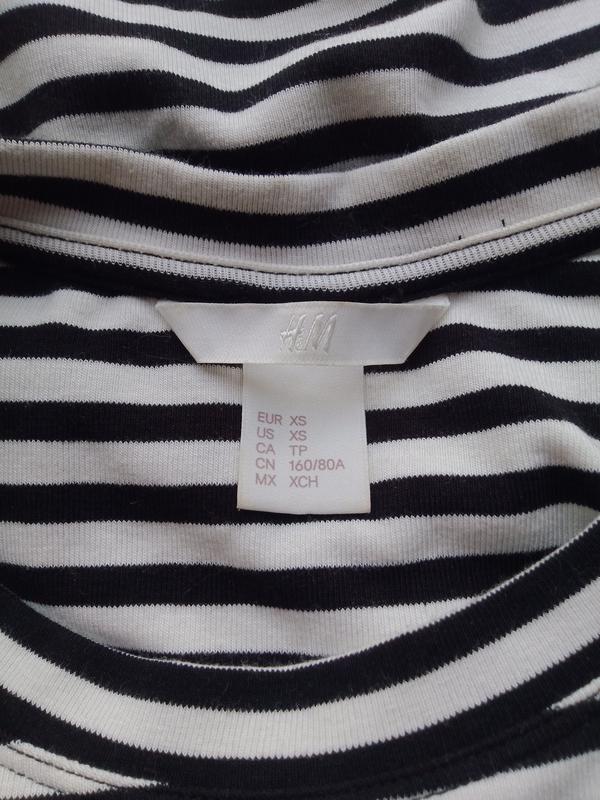 H&M
EUR XS
US XS
CA TP
CN 160/80A
MX XCH